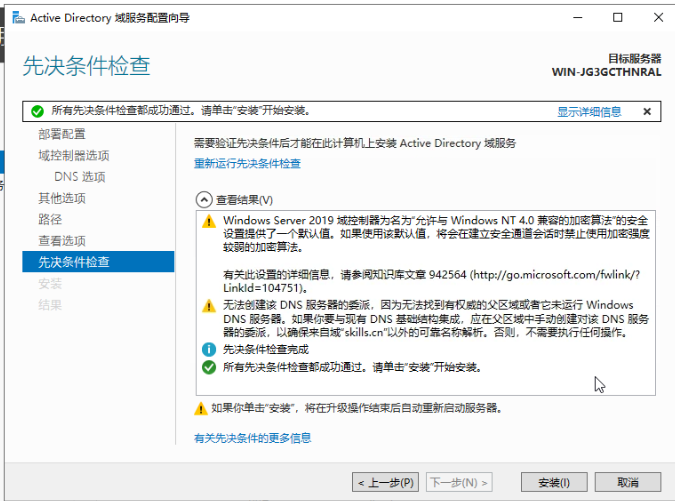 Active Directory 域服务配置向导
先决条件检查
目标服务器
WIN-JG3GCTHNRAL
所有先决条件检查都成功通过。请单击“安装”开始安装。
显示详细信息
部署配置
域控制器选项
DNS 选项
其他选项
路径
查看选项
先决条件检查
安装
结果
需要验证先决条件后才能在此计算机上安装 Active Directory 域服务
重新运行先决条件检查
查看结果(V)
Windows Server 2019 域控制器为名为“允许与 Windows NT 4.0 兼容的加密算法”的安全
设置提供了一个默认值。如果使用该默认值，将会在建立安全通道会话时禁止使用加密强度
较弱的加密算法。
有关此设置的详细信息，请参阅知识库文章 942564 (http://go.microsoft.com/fwlink/?
LinkId=104751)。
无法创建该 DNS 服务器的委派，因为无法找到有权威的父区域或者它未运行 Windows
DNS 服务器。如果你要与现有 DNS 基础结构集成，应在父区域中手动创建对该 DNS 服务
器的委派，以确保来自域“skills.cn”以外的可靠名称解析。否则，不需要执行任何操作。
先决条件检查完成
所有先决条件检查都成功通过。请单击“安装”开始安装。
如果你单击“安装”，将在升级操作结束后自动重新启动服务器。
有关先决条件的更多信息
< 上一步(P)
下一步(N) >
安装(I)
取消